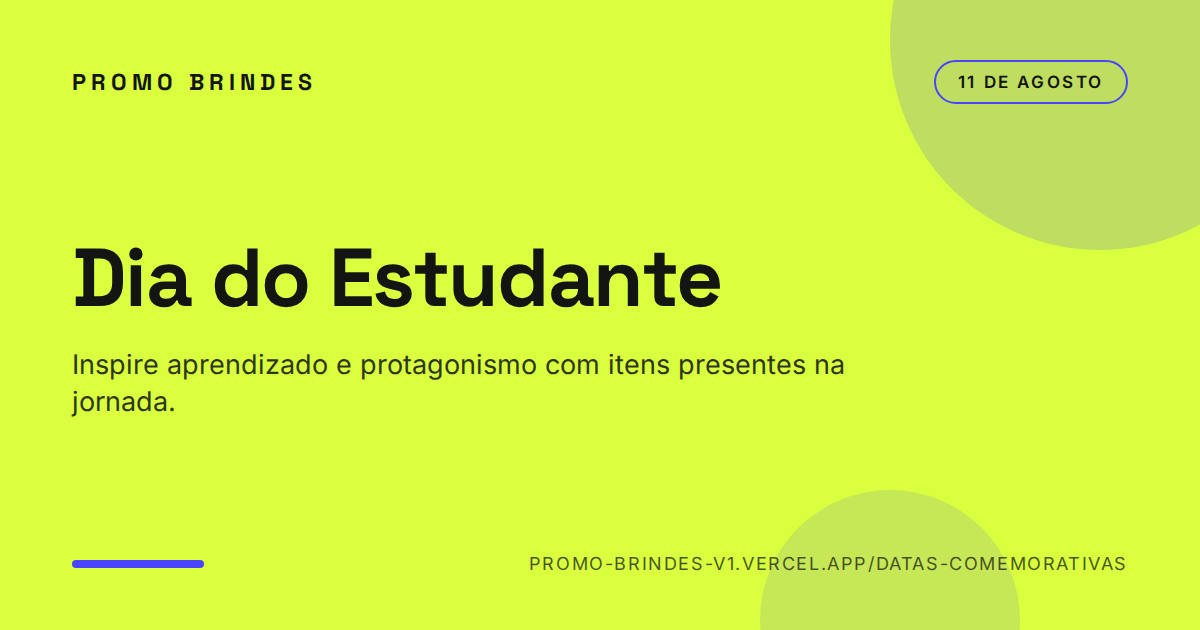 PROMO BRINDES
11 DE AGOSTO
Dia do Estudante
Inspire aprendizado e protagonismo com itens presentes na
jornada.
PROMO-BRINDES-V1.VERCEL.APP/DATAS-COMEMORATIVAS